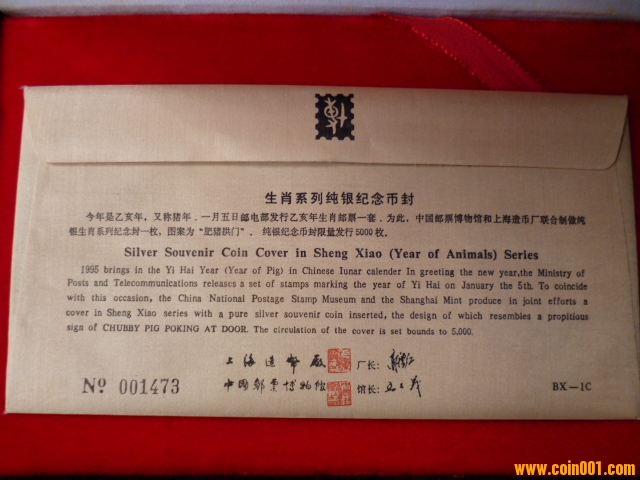 生肖系列纯银纪念币封
今年是乙亥年，又称猪年．一月五日邮电部发行乙亥年生肖邮票一套．为此，中国邮票博物馆和上海造币厂联合制做纯
银生肖系列纪念封一枚，图案为“肥猪拱门”．纯银纪念币封限量发行5000枚．
Silver Souvenir Coin Cover in Sheng Xiao (Year of Animals) Series
1995 brings in the Yi Hai Year (Year of Pig) in Chinese lunar calender In greeting the new year,the Ministry of
Posts and Telecommunications releases a set of stamps marking the year of Yi Hai on January the 5th. To coincide
with this occasion, the China National Postage Stamp Museum and the Shanghai Mint produce in joint efforts a
cover in Sheng Xiao series with a pure silver souvenir coin inserted, the design of which resembles a propitious
sign of CHUBBY PIG POKING AT DOOR. The circulation of the cover is set bounds to 5,000.
上海造幣廠 厂长：
中国郵票博物館 馆长：
№ 001473
BX－1C
www.coin001.com